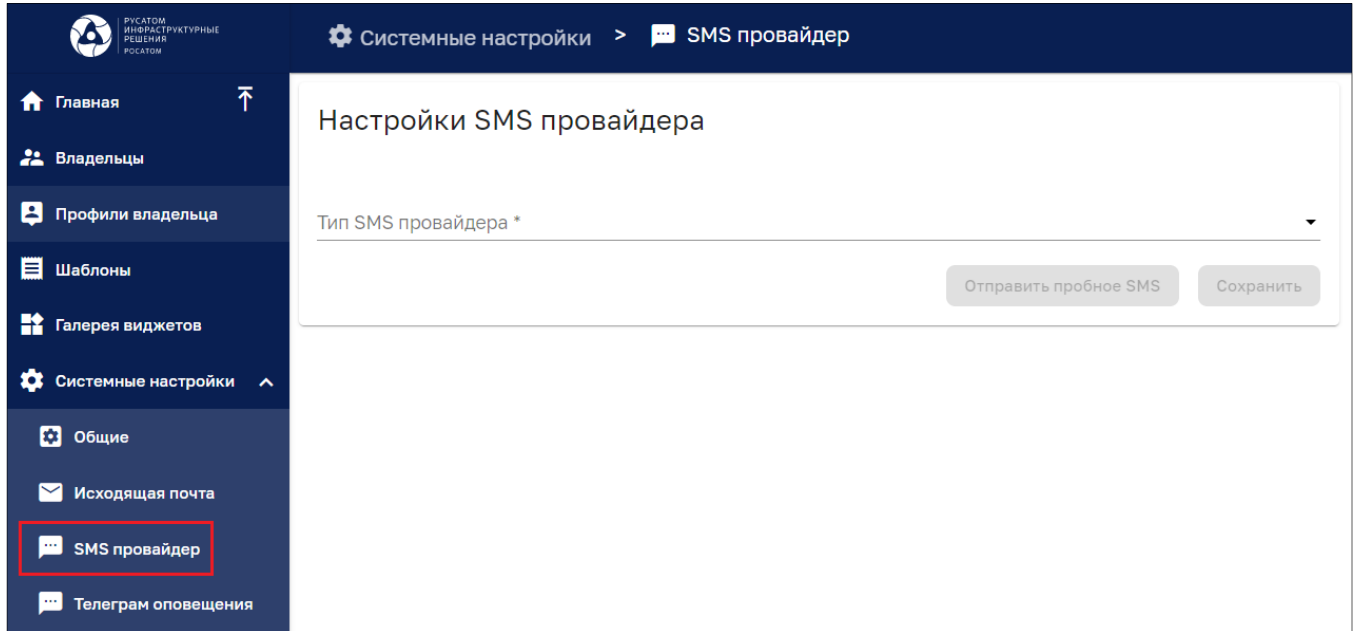 РУСАТОМ
ИНФРАСТРУКТУРНЫЕ
РЕШЕНИЯ
РОСАТОМ
Системные настройки > SMS провайдер
Главная
Владельцы
Профили владельца
Шаблоны
Галерея виджетов
Системные настройки
Общие
Исходящая почта
SMS провайдер
Телеграм оповещения
Настройки SMS провайдера
Тип SMS провайдера *
Отправить пробное SMS Сохранить